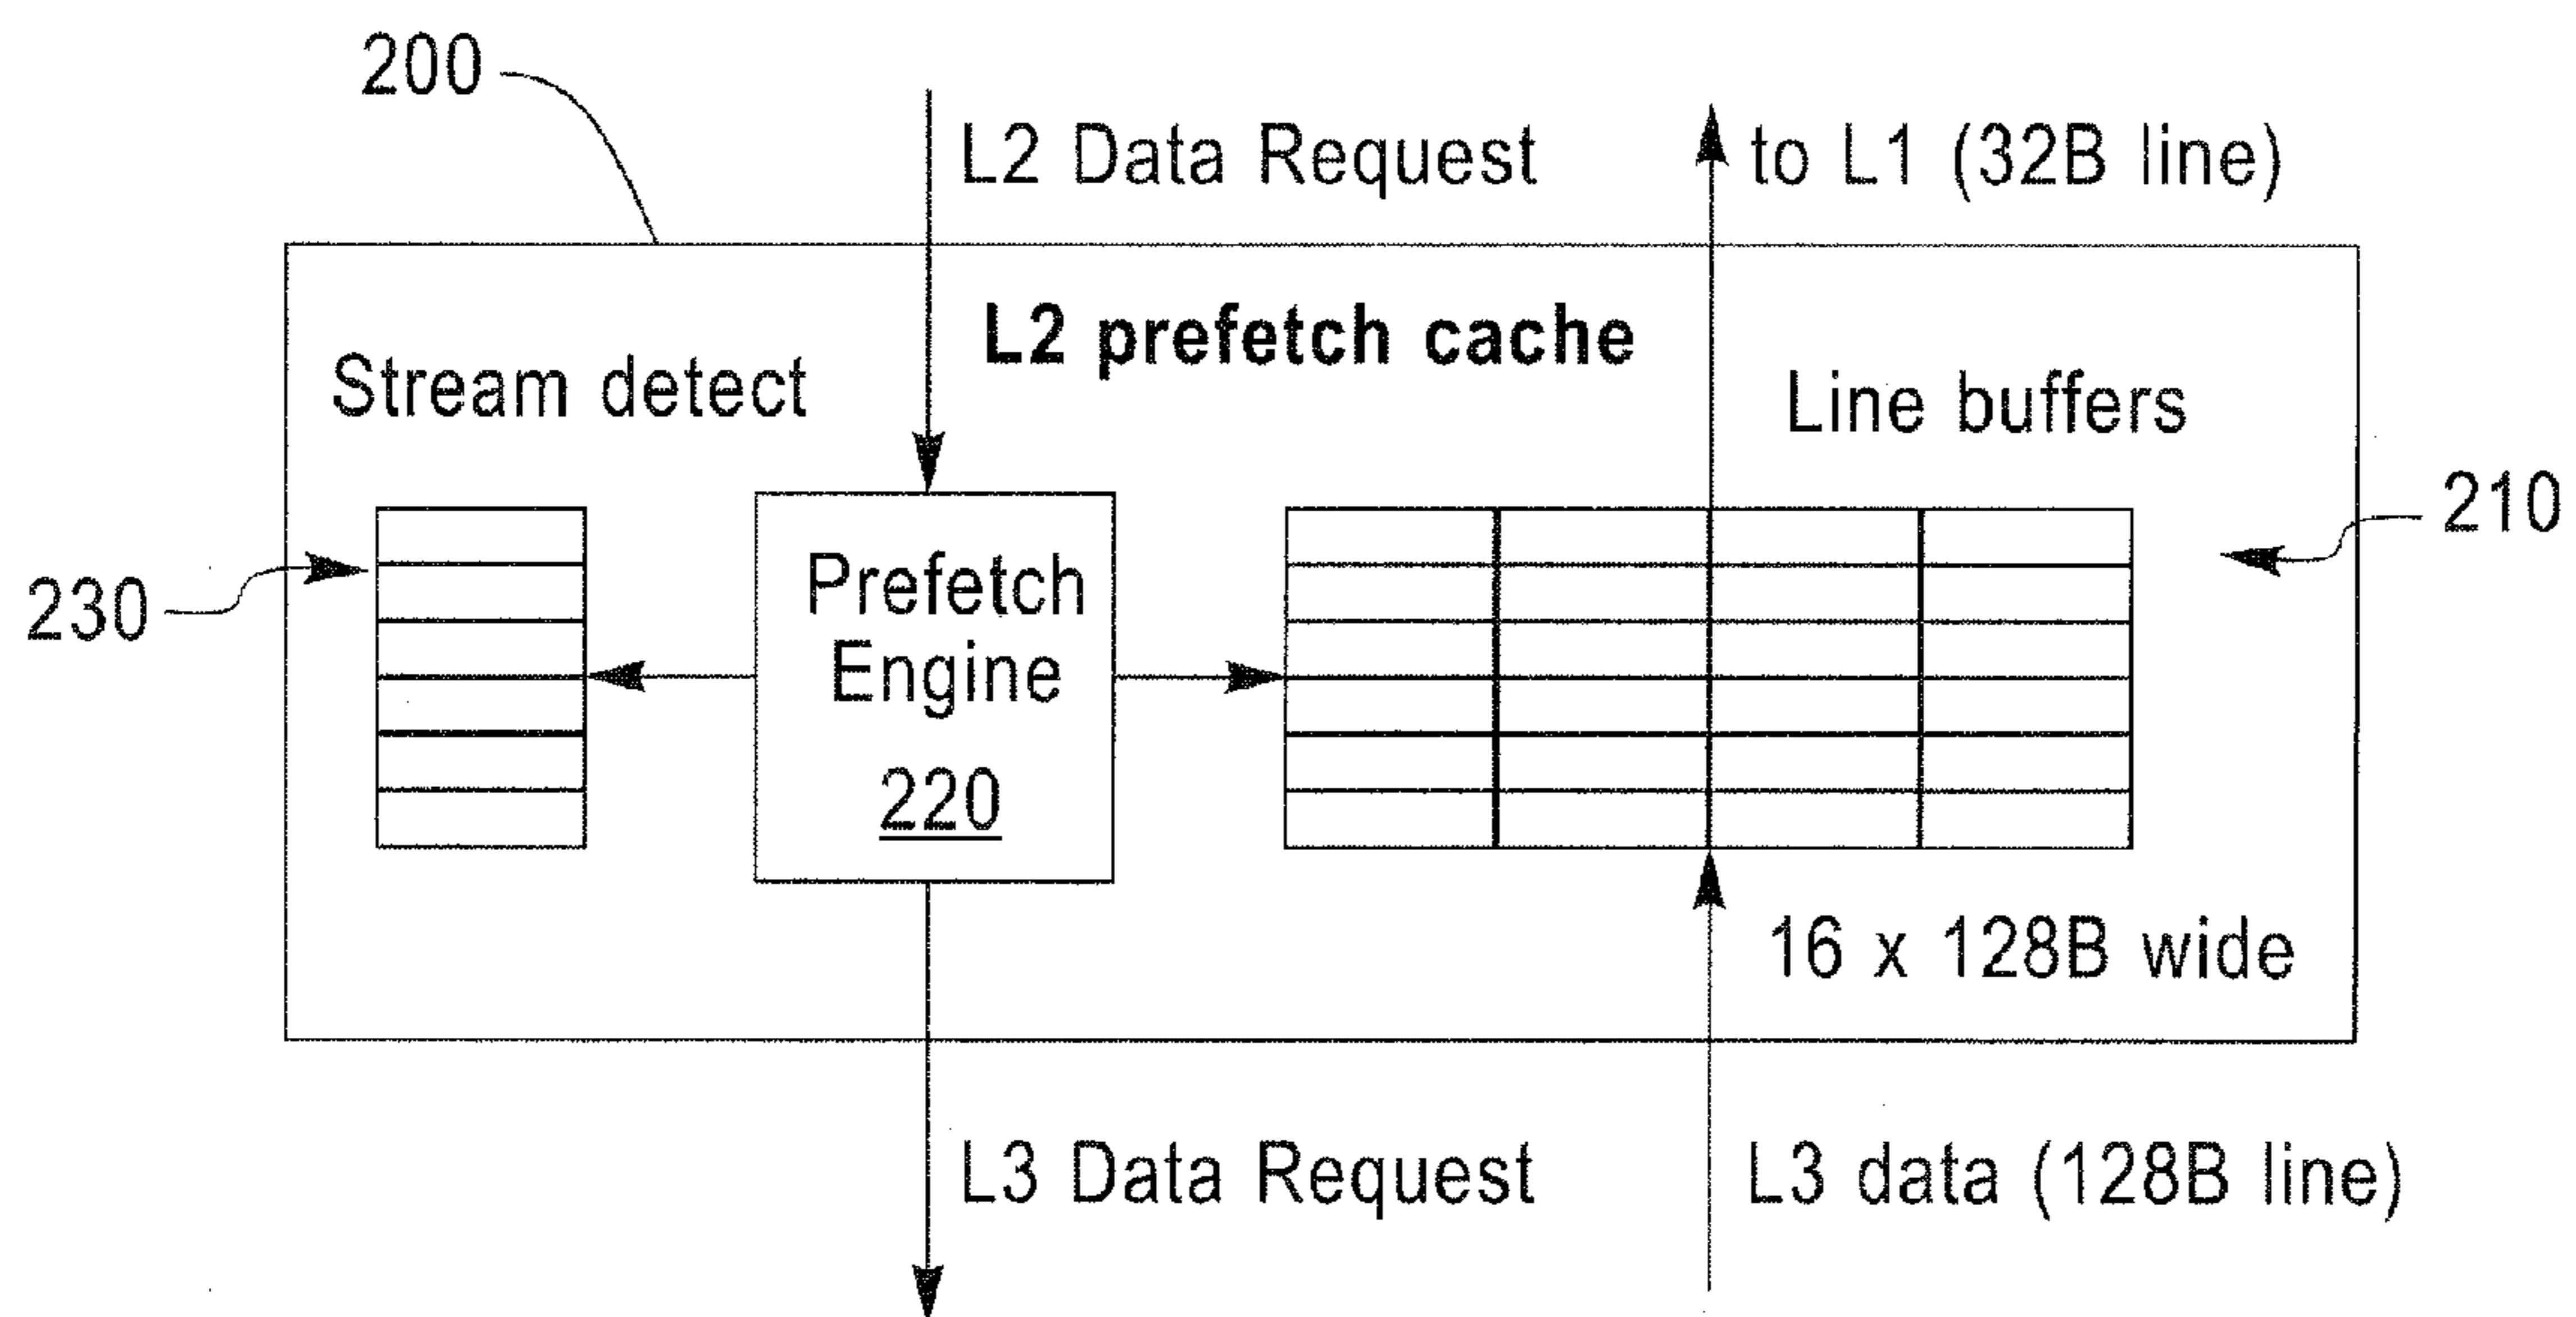 200
L2 Data Request
to L1 (32B line)
L2 prefetch cache
Stream detect
Line buffers
210
230
Prefetch
Engine
220
16 x 128B wide
L3 Data Request
L3 data (128B line)